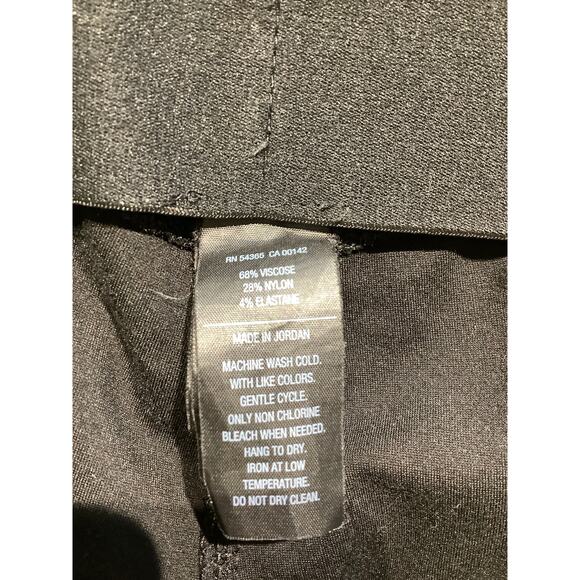 RN 54365 CA 00142
68% VISCOSE
28% NYLON
4% ELASTANE
MADE IN JORDAN
MACHINE WASH COLD.
WITH LIKE COLORS.
GENTLE CYCLE.
ONLY NON CHLORINE
BLEACH WHEN NEEDED.
HANG TO DRY.
IRON AT LOW
TEMPERATURE.
DO NOT DRY CLEAN.